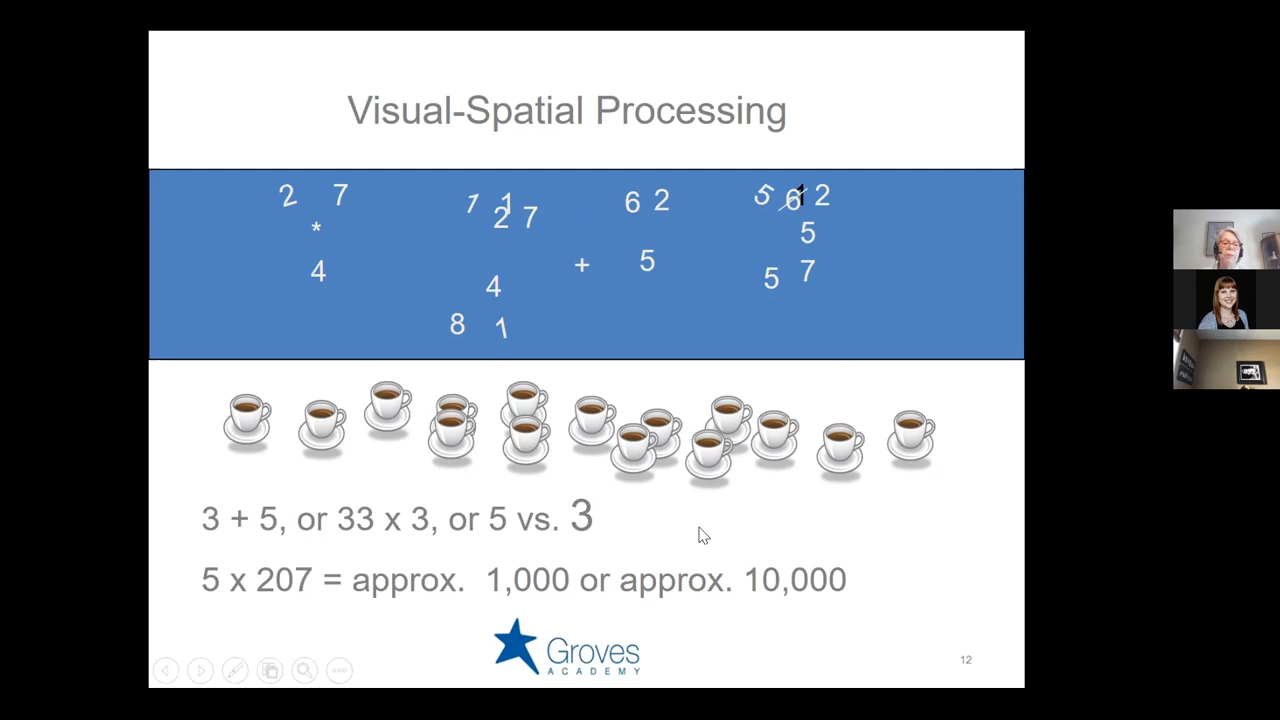 Visual-Spatial Processing
2 7
*
4
1 1
2 7
4
8 1
6 2
+ 5
5 6 1 2
5
5 7
3 + 5, or 33 x 3, or 5 vs. 3
5 x 207 = approx. 1,000 or approx. 10,000
Groves
ACADEMY
12